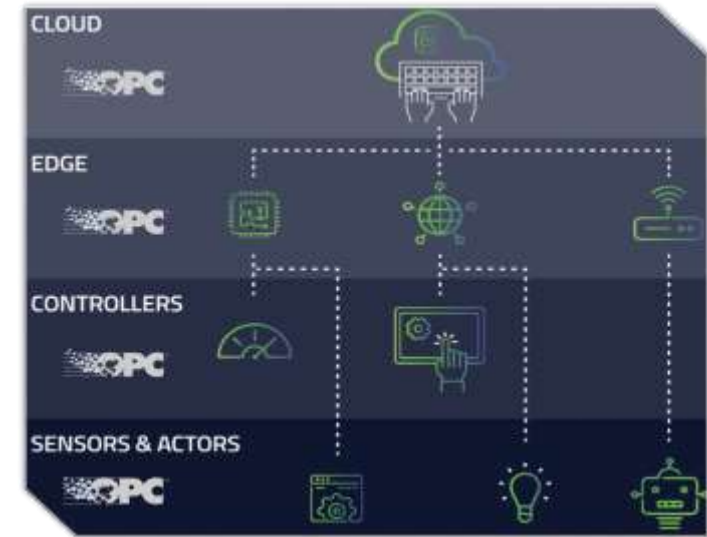 CLOUD
OPC
EDGE
OPC
CONTROLLERS
OPC
SENSORS & ACTORS
OPC